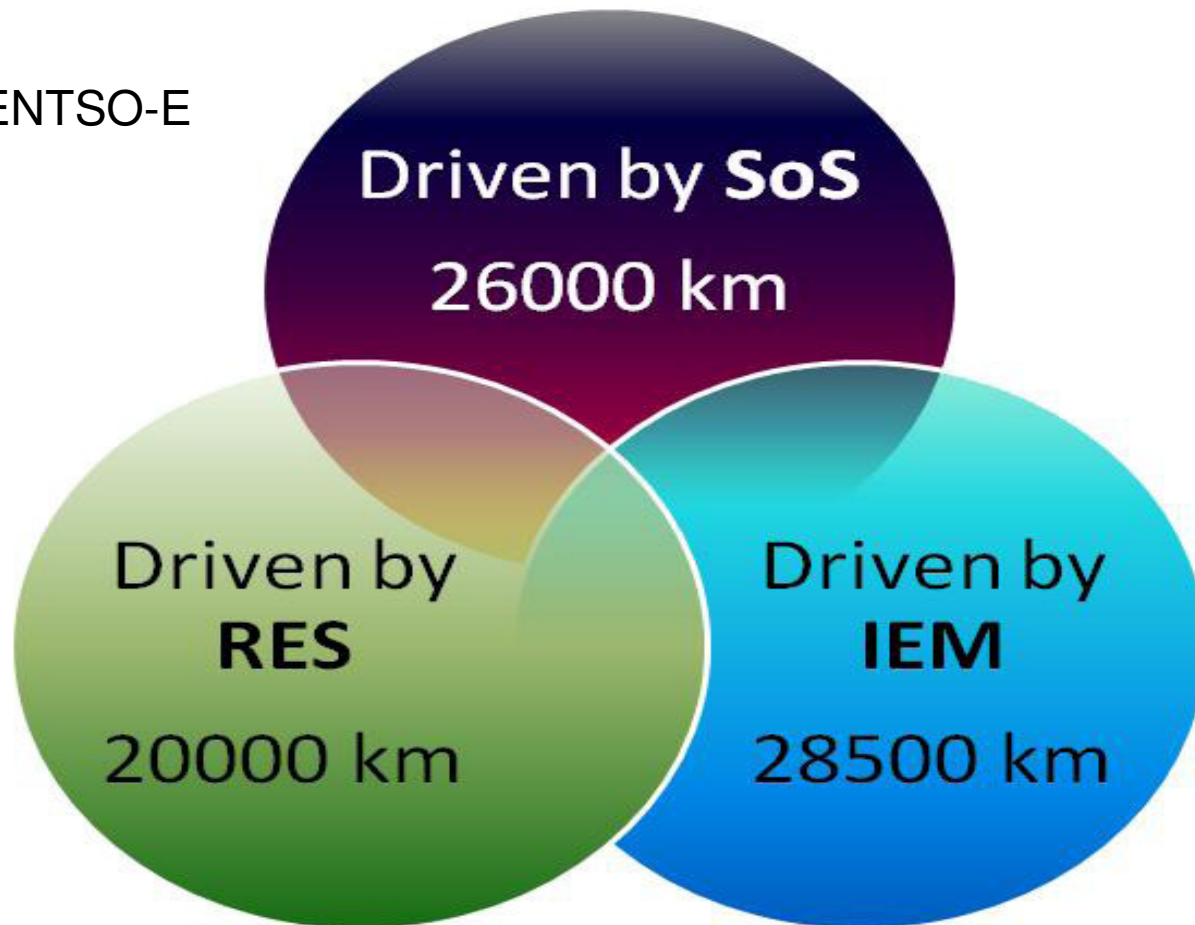 ENTSO-E
Driven by SoS
26000 km
Driven by
RES
20000 km
Driven by
IEM
28500 km